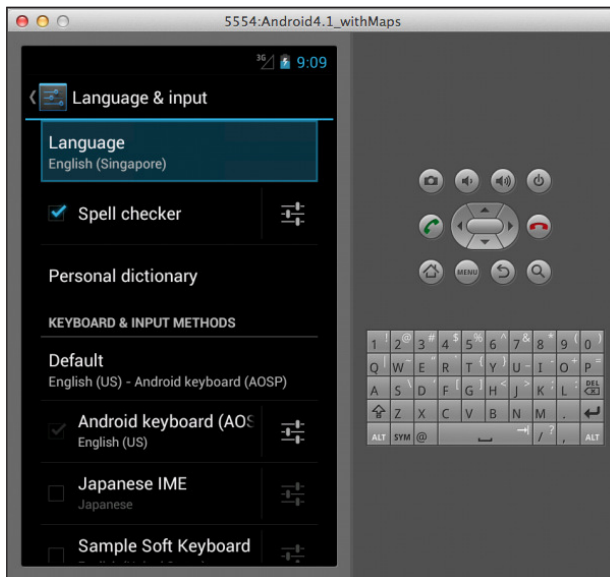 5554:Android4.1_withMaps
3G 9:09
Language & input
Language
English (Singapore)
Spell checker
Personal dictionary
KEYBOARD & INPUT METHODS
Default
English (US) - Android keyboard (AOSP)
Android keyboard (AOS
English (US)
Japanese IME
Japanese
Sample Soft Keyboard
MENU
1 ! 2 @ 3 # 4 $ 5 % 6 ^ 7 & 8 * 9 ( 0 )
Q | W ~ E " R ` T { Y } U _ I - O + P =
A S \ D ' F [ G ] H < J > K ; L : DEL
Z X C V B N M .
ALT SYM @ / ? , ALT